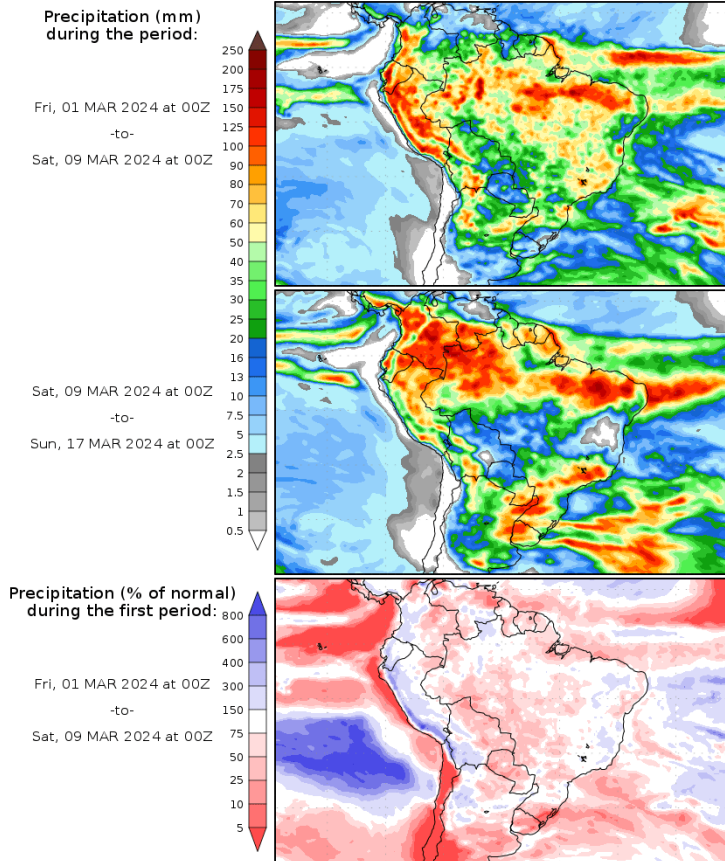 Precipitation (mm)
during the period:
Fri, 01 MAR 2024 at 00Z
-to-
Sat, 09 MAR 2024 at 00Z
250
200
175
150
125
100
90
80
70
60
50
40
35
30
25
20
16
13
10
7.5
5
2.5
2
1.5
1
0.5
Sat, 09 MAR 2024 at 00Z
-to-
Sun, 17 MAR 2024 at 00Z
Precipitation (% of normal)
during the first period:
Fri, 01 MAR 2024 at 00Z
-to-
Sat, 09 MAR 2024 at 00Z
800
600
400
300
150
75
50
25
10
5